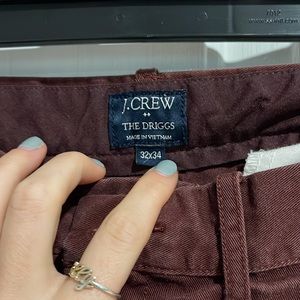 J.CREW
THE DRIGGS
MADE IN VIETNAM
32x34